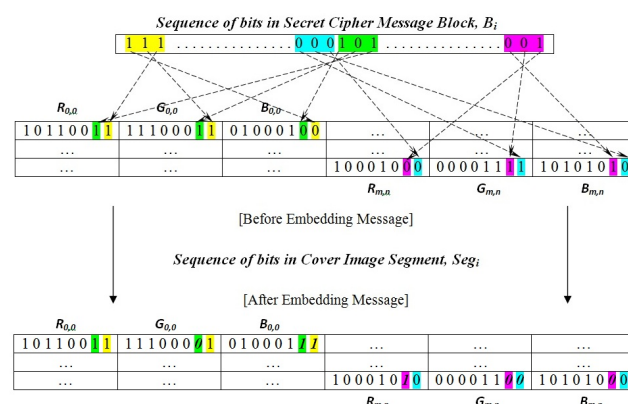 Sequence of bits in Secret Cipher Message Block, Bi
1 1 1 ............... 0 0 0 1 0 1 ............... 0 0 1
R0,0 G0,0 B0,0
1 0 1 1 0 0 1 1 1 1 1 0 0 0 1 1 0 1 0 0 0 1 0 0 ... ... ...
... ... ... ... ... ...
... ... ... 1 0 0 0 1 0 0 0 0 0 0 0 1 1 1 1 1 0 1 0 1 0 1 0
Rm,n Gm,n Bm,n
[Before Embedding Message]
Sequence of bits in Cover Image Segment, Segi
[After Embedding Message]
R0,0 G0,0 B0,0
1 0 1 1 0 0 1 1 1 1 1 0 0 0 0 1 0 1 0 0 0 1 1 1 ... ... ...
... ... ... ... ... ...
... ... ... 1 0 0 0 1 0 1 0 0 0 0 0 1 1 0 0 1 0 1 0 1 0 0 0